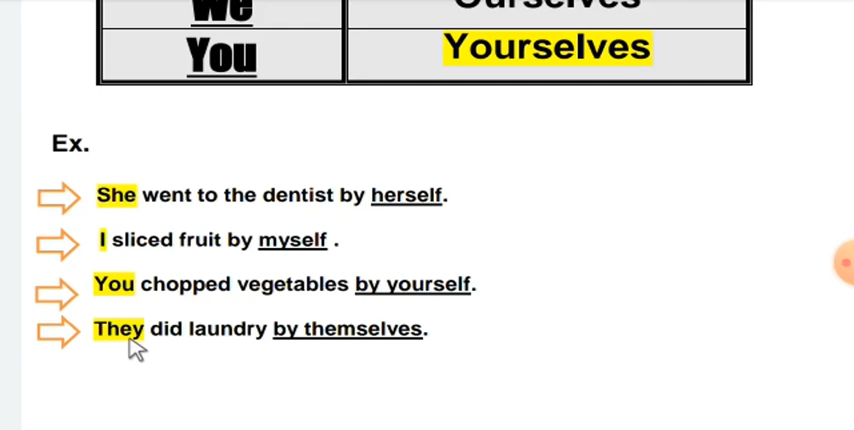 We Ourselves
You Yourselves
Ex.
She went to the dentist by herself.
I sliced fruit by myself .
You chopped vegetables by yourself.
They did laundry by themselves.